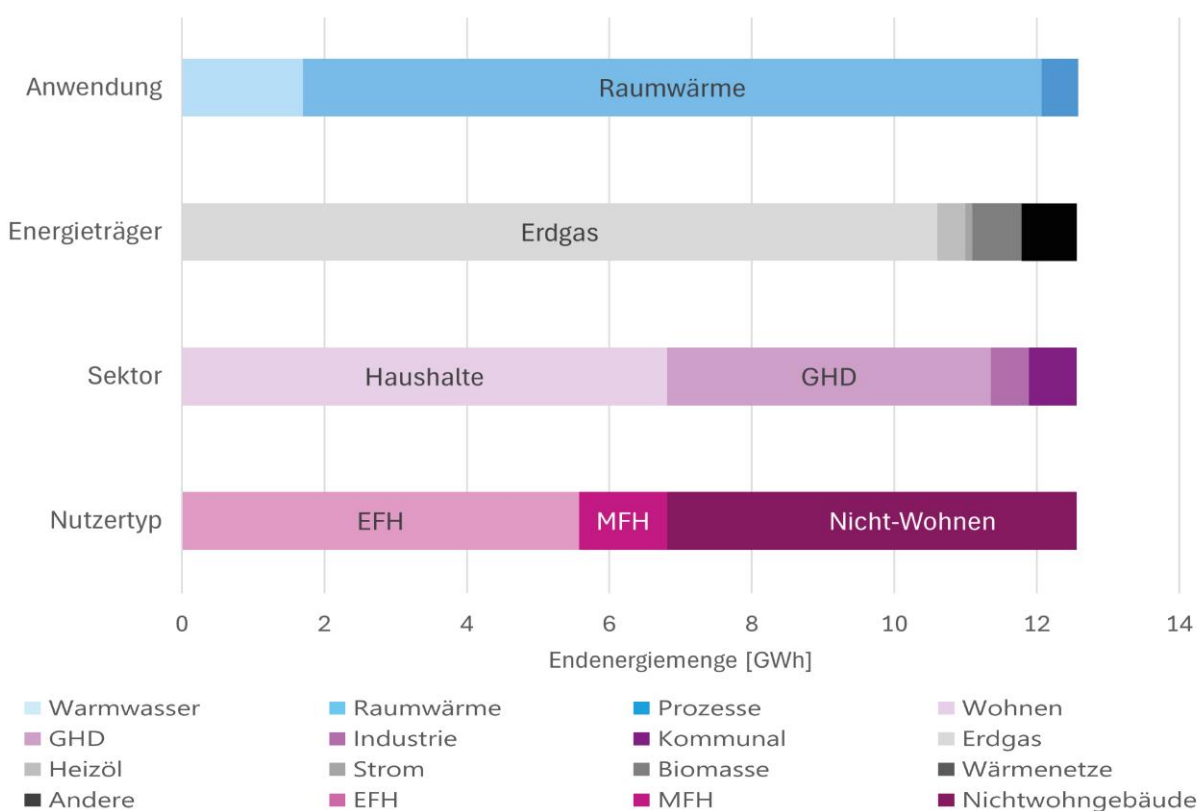 Anwendung
Raumwärme
Energieträger
Erdgas
Sektor
Haushalte GHD
Nutzertyp
EFH MFH Nicht-Wohnen
0 2 4 6 8 10 12 14
Endenergiemenge [GWh]
Warmwasser Raumwärme Prozesse Wohnen
GHD Industrie Kommunal Erdgas
Heizöl Strom Biomasse Wärmenetze
Andere EFH MFH Nichtwohngebäude